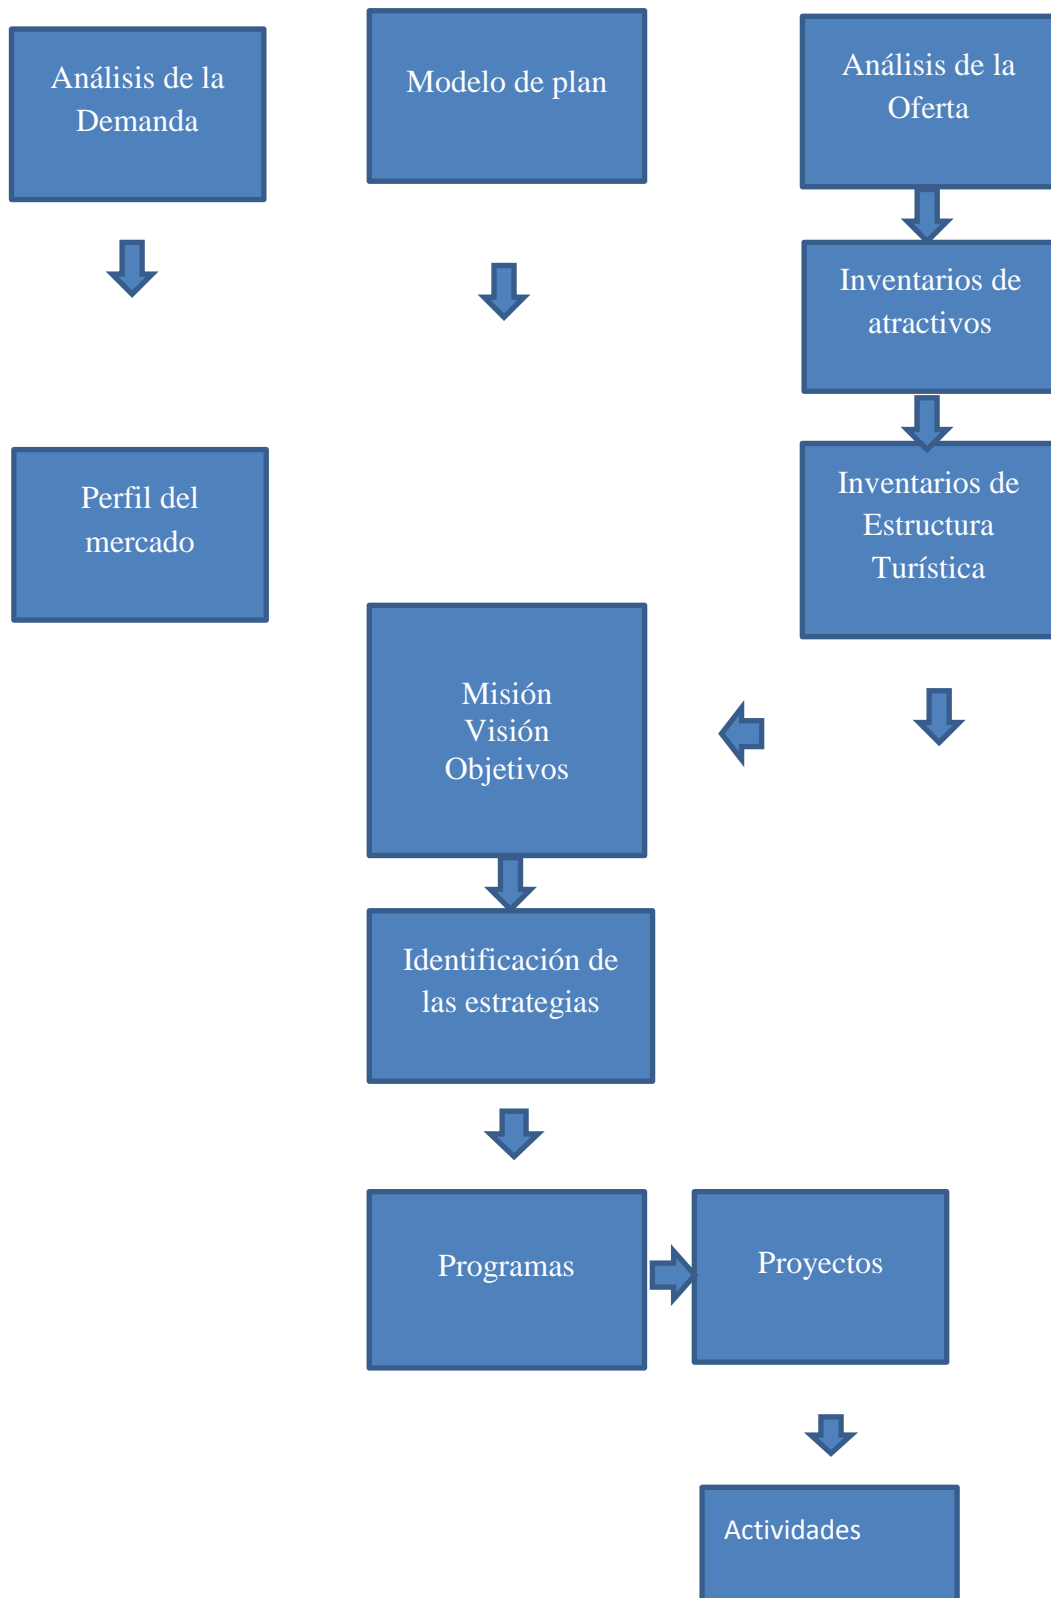 Análisis de la
Demanda
Modelo de plan
Análisis de la
Oferta
Inventarios de
atractivos
Perfil del
mercado
Inventarios de
Estructura
Turística
Misión
Visión
Objetivos
Identificación de
las estrategias
Programas
Proyectos
Actividades